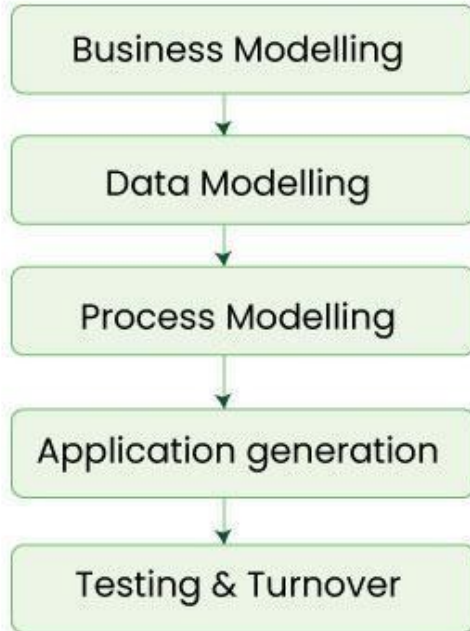 Business Modelling
Data Modelling
Process Modelling
Application generation
Testing & Turnover